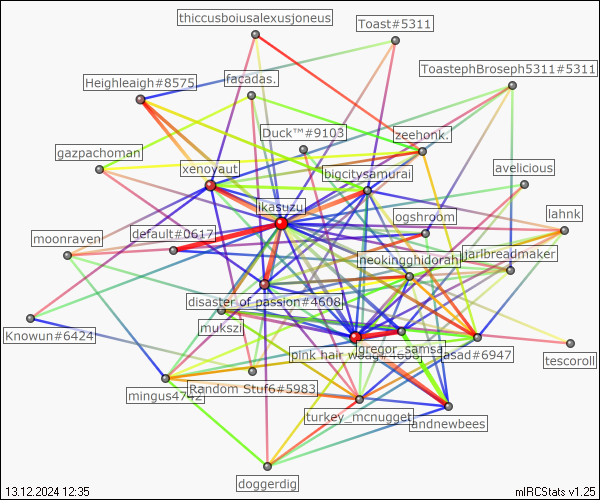 thiccusboiusalexusjoneus
Toast#5311
ToastephBroseph5311#5311
Heighleaigh#8575
facadas.
Duck™#9103
zeehonk.
gazpachoman
xenoyaut
bigcitysamurai
avelicious
ikasuzu
ogshroom
lahnk
moonraven
default#0617
neokingghidorah
jarlbreadmaker
disaster of passion#4608
Knowun#6424
mukszi
pink hair
gregor_samsa
asad#6947
tescoroll
mingus4742
Random Stuf6#5983
turkey_mcnugget
andnewbees
doggerdig
13.12.2024 12:35
mIRCStats v1.25